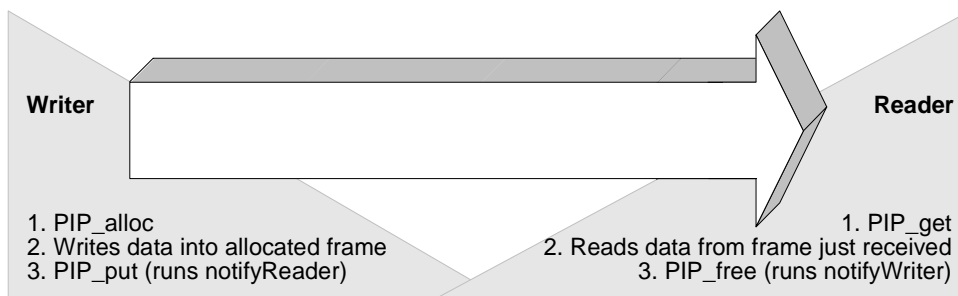 Writer
Reader
1. PIP_alloc
2. Writes data into allocated frame
3. PIP_put (runs notifyReader)
1. PIP_get
2. Reads data from frame just received
3. PIP_free (runs notifyWriter)